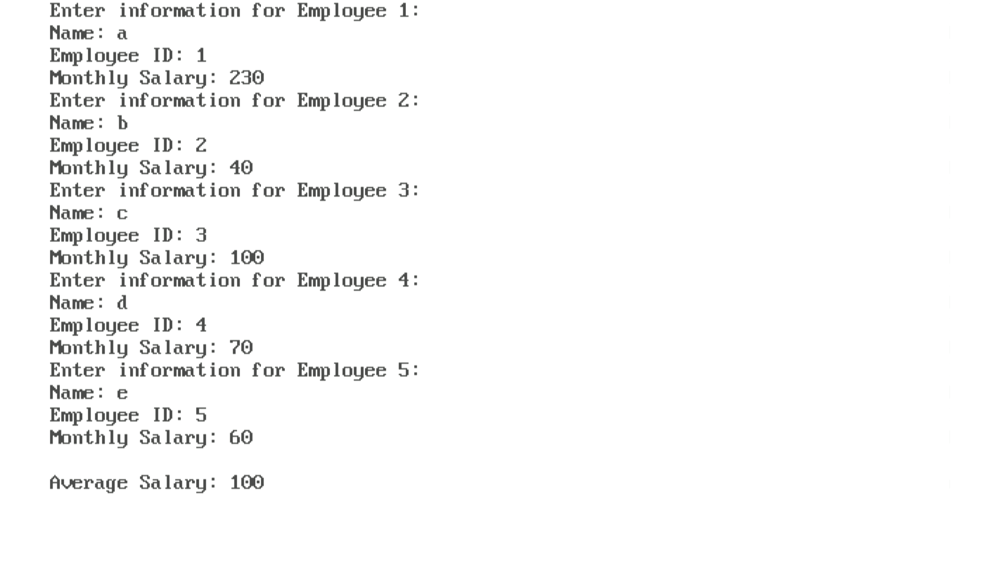 Enter information for Employee 1:
Name: a
Employee ID: 1
Monthly Salary: 230
Enter information for Employee 2:
Name: b
Employee ID: 2
Monthly Salary: 40
Enter information for Employee 3:
Name: c
Employee ID: 3
Monthly Salary: 100
Enter information for Employee 4:
Name: d
Employee ID: 4
Monthly Salary: 70
Enter information for Employee 5:
Name: e
Employee ID: 5
Monthly Salary: 60
Average Salary: 100